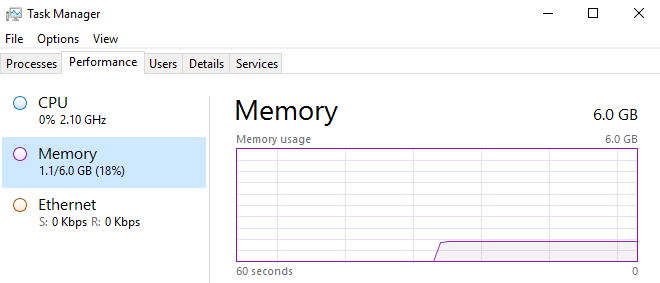 Task Manager
File Options View
Processes Performance Users Details Services
CPU
0% 2.10 GHz
Memory
1.1/6.0 GB (18%)
Ethernet
S: 0 Kbps R: 0 Kbps
Memory 6.0 GB
Memory usage 6.0 GB
60 seconds 0